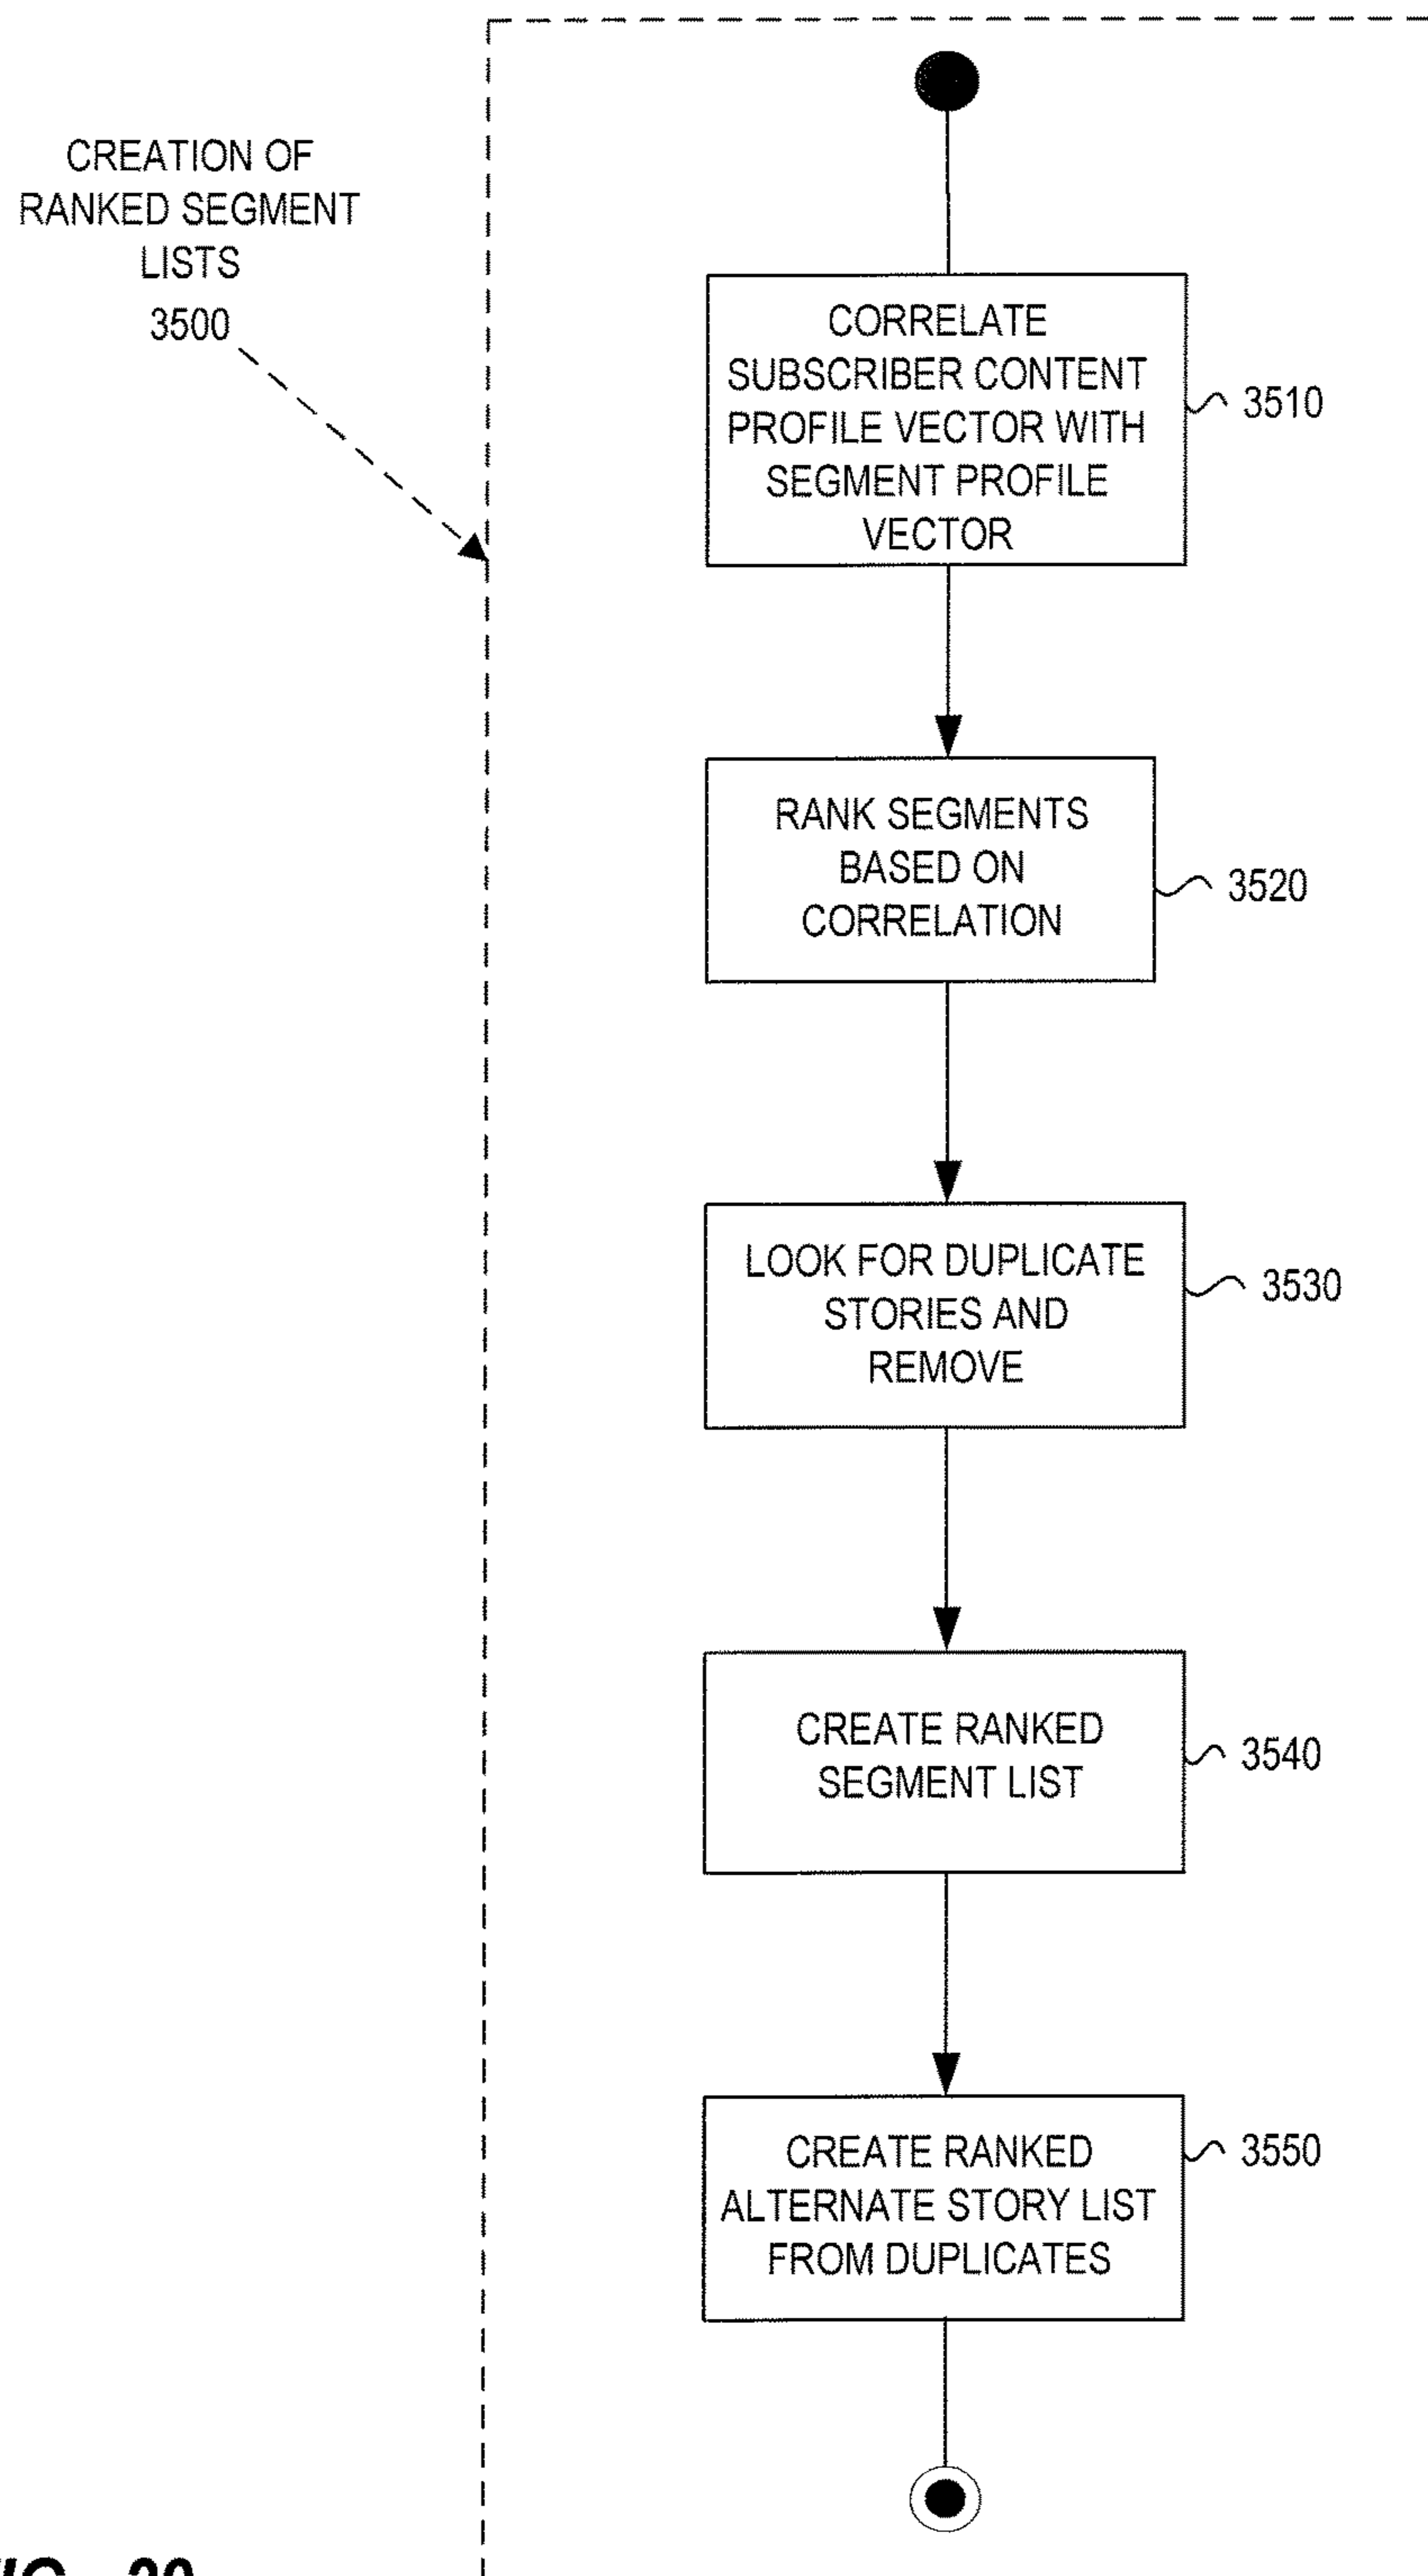 CREATION OF
RANKED SEGMENT
LISTS
3500
CORRELATE
SUBSCRIBER CONTENT
PROFILE VECTOR WITH
SEGMENT PROFILE
VECTOR
3510
RANK SEGMENTS
BASED ON
CORRELATION
3520
LOOK FOR DUPLICATE
STORIES AND
REMOVE
3530
CREATE RANKED
SEGMENT LIST
3540
CREATE RANKED
ALTERNATE STORY LIST
FROM DUPLICATES
3550